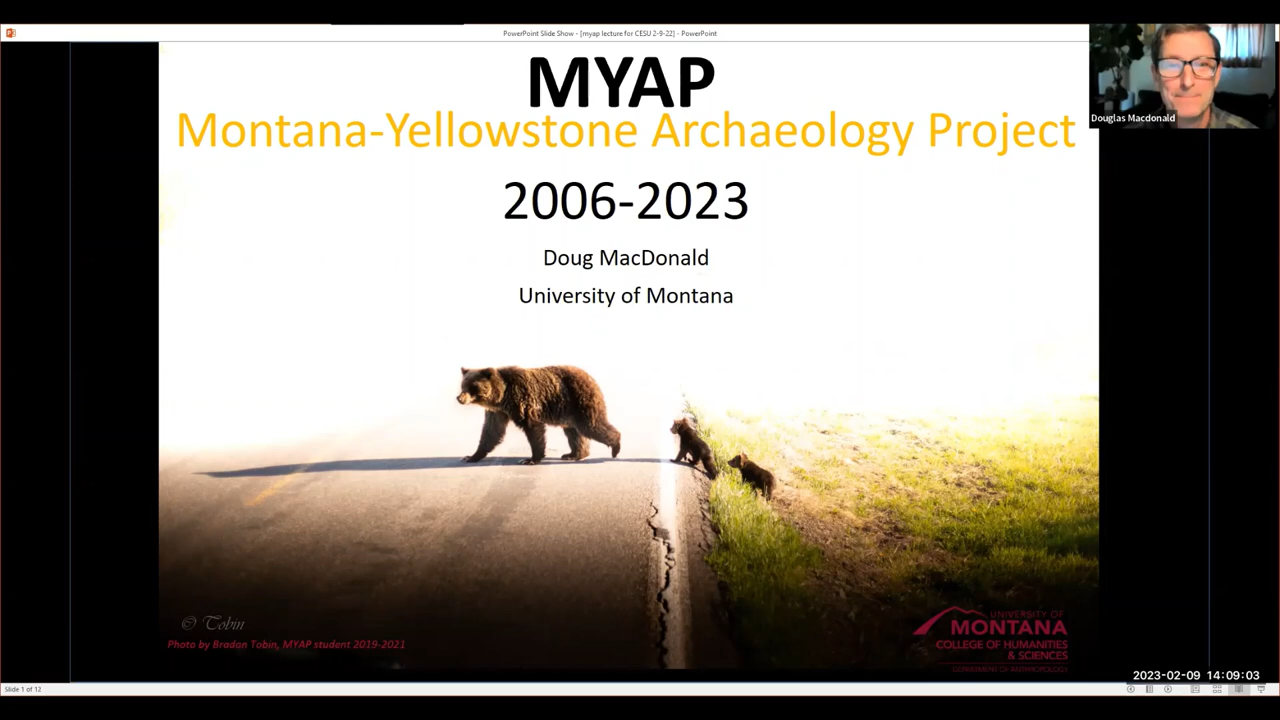 PowerPoint Slide Show - [myap lecture for CESU 2-9-22] - PowerPoint
MYAP
Montana-Yellowstone Archaeology Project
2006-2023
Doug MacDonald
University of Montana
Douglas Macdonald
© Tobin
Photo by Bradan Tobin, MYAP student 2019-2021
UNIVERSITY OF
MONTANA
COLLEGE OF HUMANITIES
& SCIENCES
DEPARTMENT OF ANTHROPOLOGY
2023-02-09 14:09:03
Slide 1 of 12